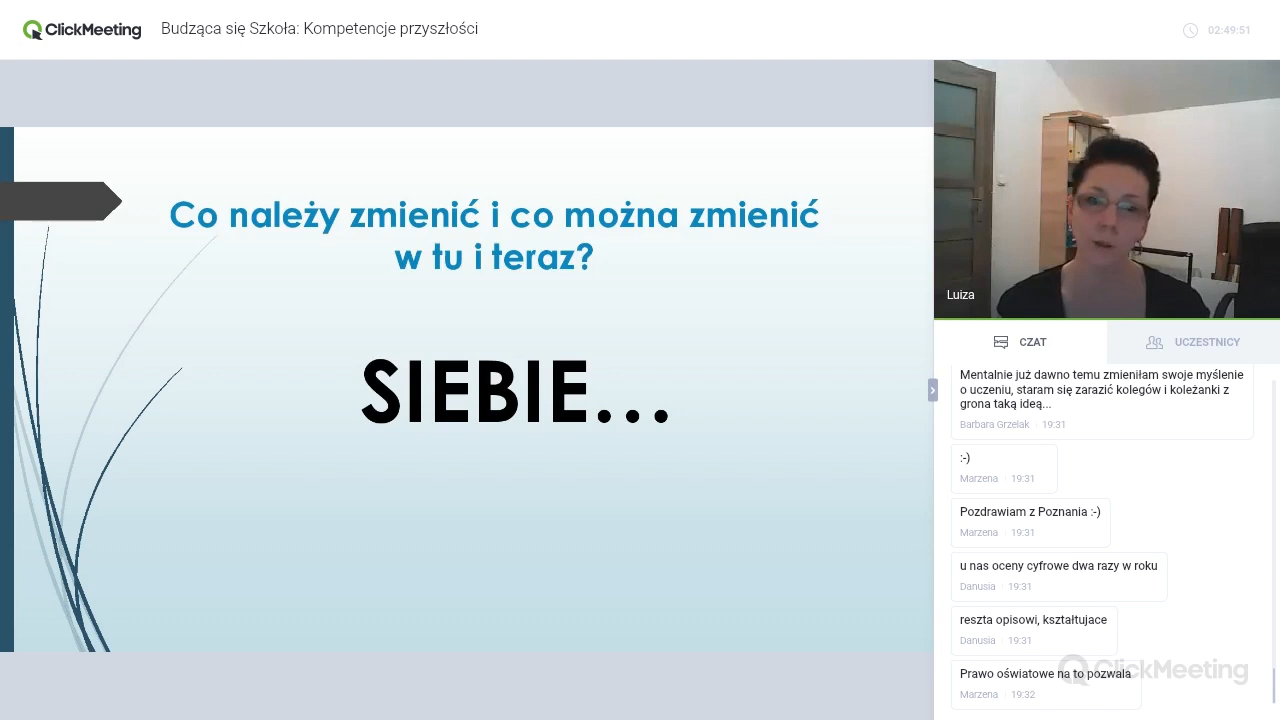 ClickMeeting
Budząca się Szkoła: Kompetencje przyszłości
02:49:51
Co należy zmienić i co można zmienić
w tu i teraz?
SIEBIE...
Luiza
CZAT
UCZESTNICY
Mentalnie już dawno temu zmieniłam swoje myślenie
o uczeniu, staram się zarazić kolegów i koleżanki z
grona taką ideą...
Barbara Grzelak · 19:31
:-)
Marzena · 19:31
Pozdrawiam z Poznania :-)
Marzena · 19:31
u nas oceny cyfrowe dwa razy w roku
Danusia · 19:31
reszta opisowi, kształtujace
Danusia · 19:31
Prawo oświatowe na to pozwala
Marzena · 19:32
ClickMeeting